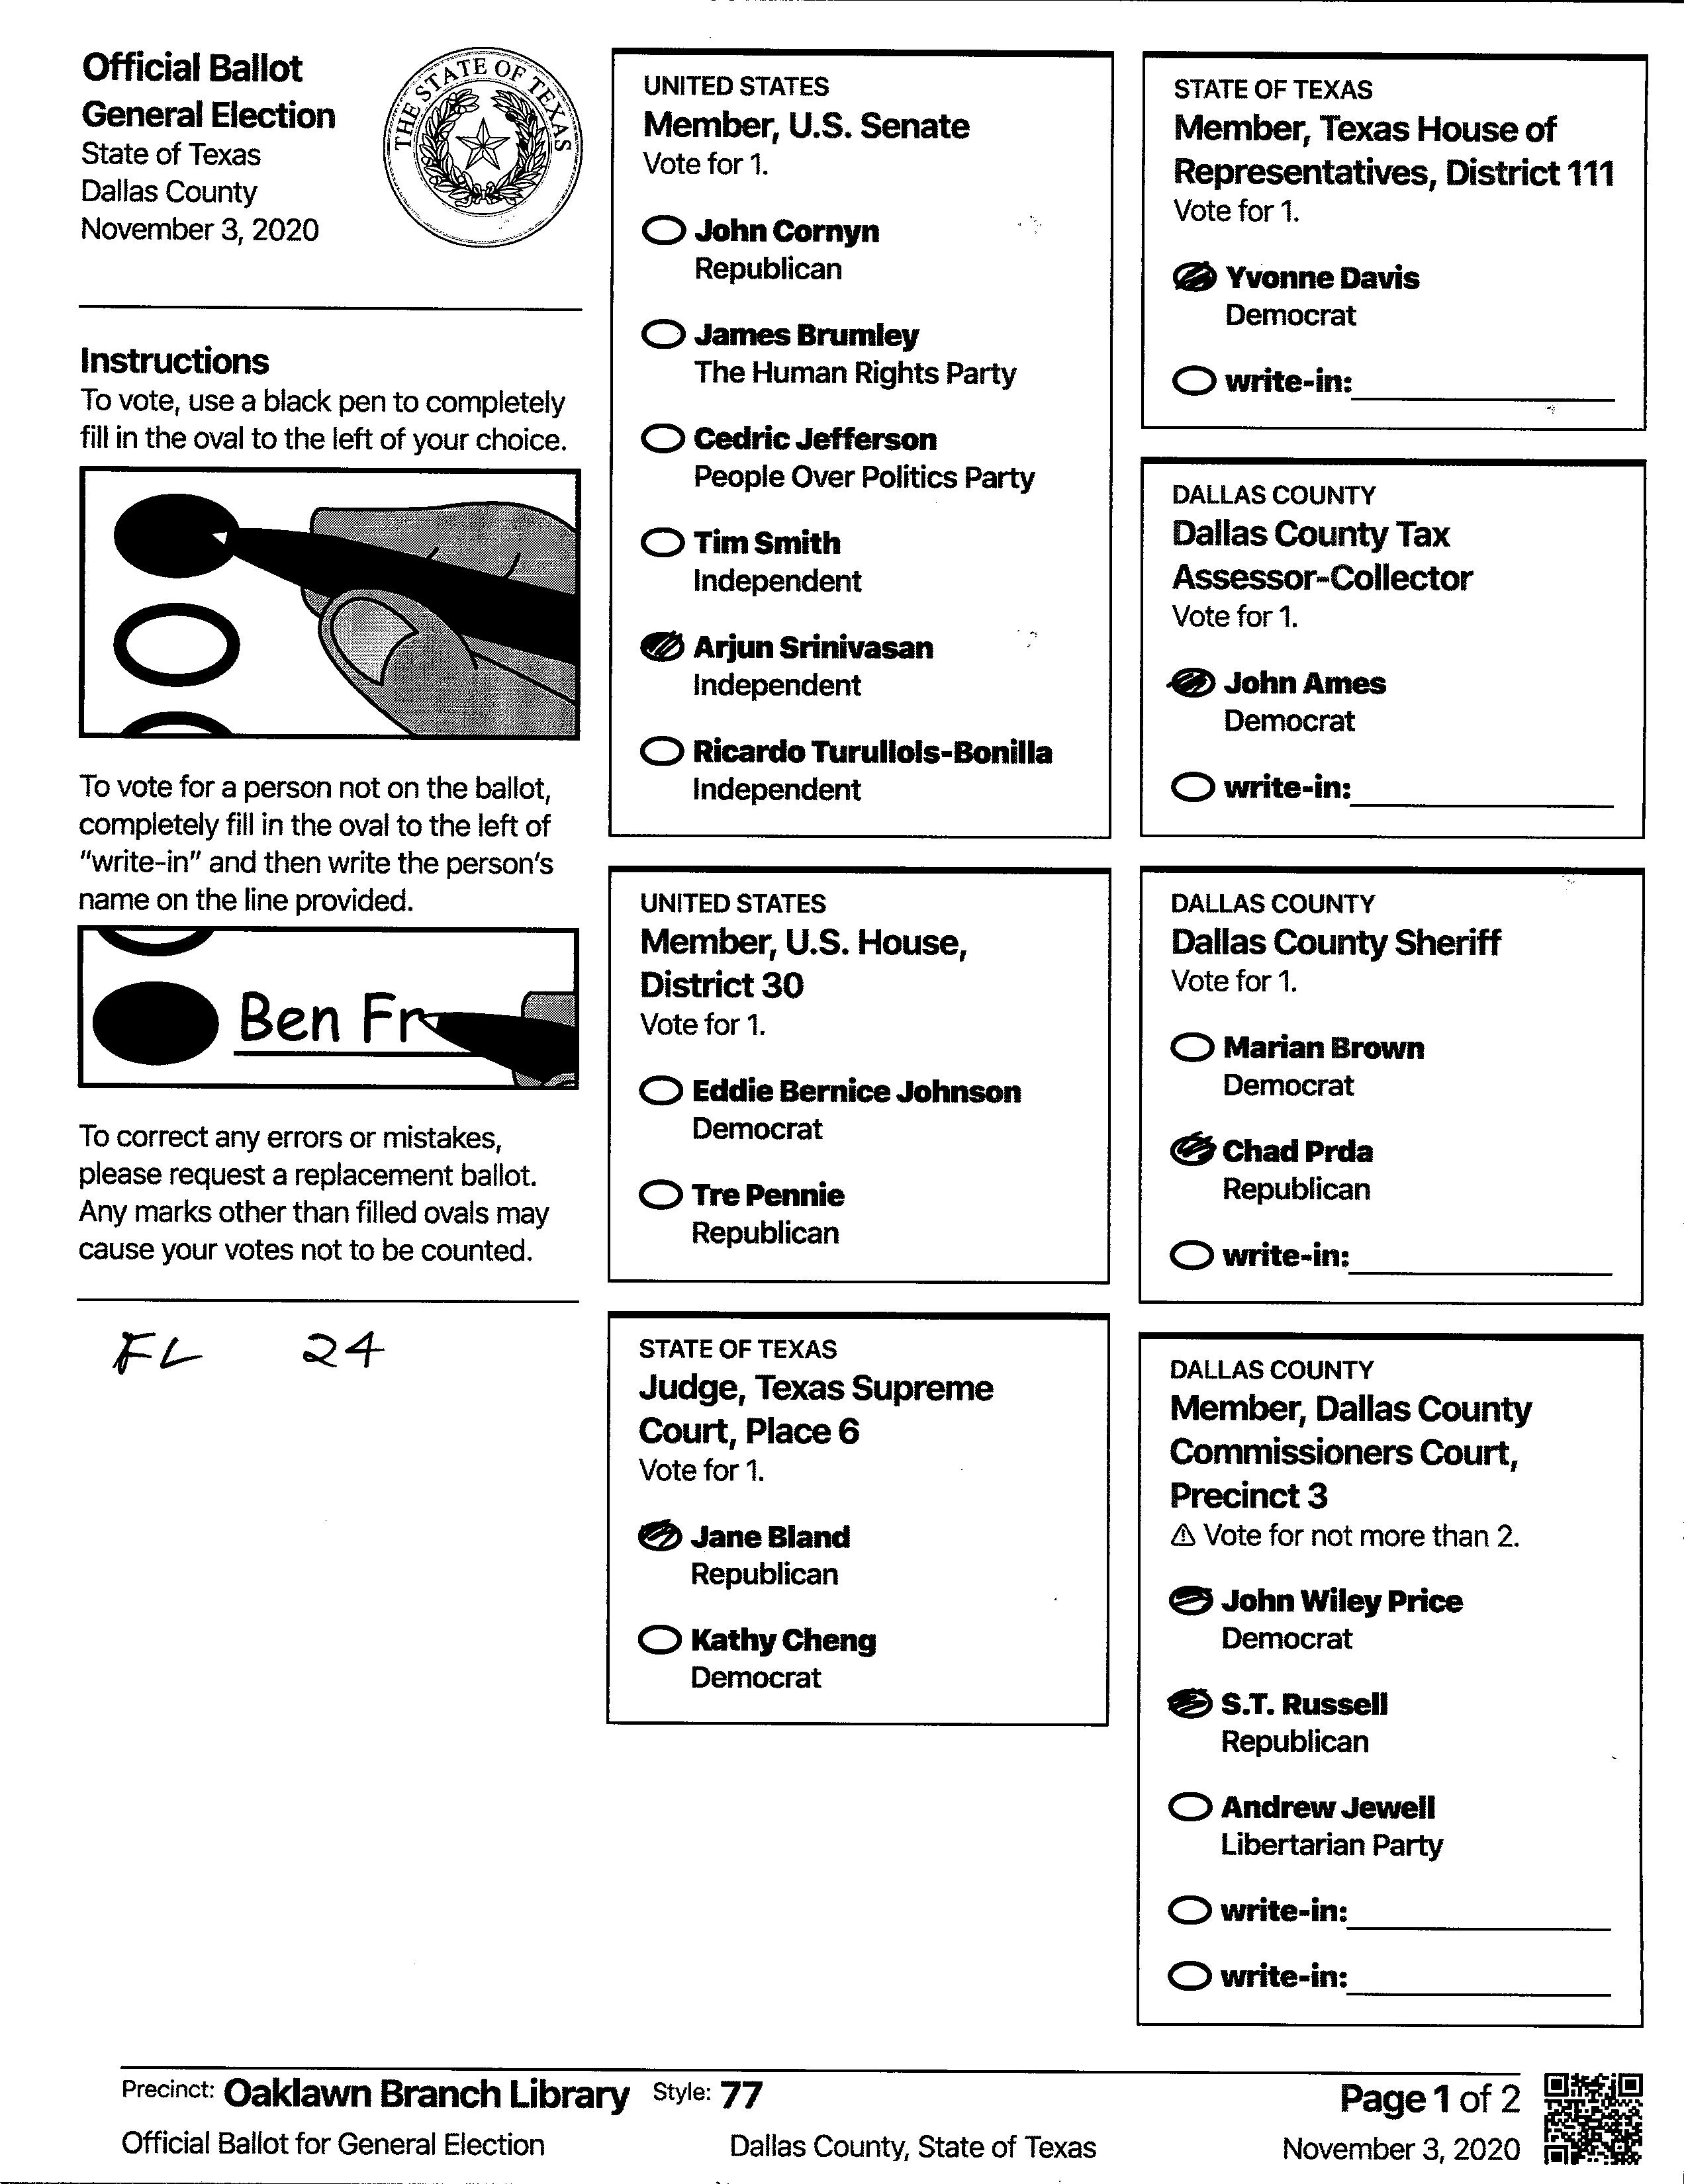 Official Ballot
General Election
State of Texas
Dallas County
November 3, 2020
THE STATE OF TEXAS
Instructions
To vote, use a black pen to completely
fill in the oval to the left of your choice.
To vote for a person not on the ballot,
completely fill in the oval to the left of
"write-in" and then write the person's
name on the line provided.
Ben Fr
To correct any errors or mistakes,
please request a replacement ballot.
Any marks other than filled ovals may
cause your votes not to be counted.
FL 24
UNITED STATES
Member, U.S. Senate
Vote for 1.
John Cornyn
Republican
James Brumley
The Human Rights Party
Cedric Jefferson
People Over Politics Party
Tim Smith
Independent
Arjun Srinivasan
Independent
Ricardo Turullols-Bonilla
Independent
UNITED STATES
Member, U.S. House,
District 30
Vote for 1.
Eddie Bernice Johnson
Democrat
Tre Pennie
Republican
STATE OF TEXAS
Judge, Texas Supreme
Court, Place 6
Vote for 1.
Jane Bland
Republican
Kathy Cheng
Democrat
STATE OF TEXAS
Member, Texas House of
Representatives, District 111
Vote for 1.
Yvonne Davis
Democrat
write-in:
DALLAS COUNTY
Dallas County Tax
Assessor-Collector
Vote for 1.
John Ames
Democrat
write-in:
DALLAS COUNTY
Dallas County Sheriff
Vote for 1.
Marian Brown
Democrat
Chad Prda
Republican
write-in:
DALLAS COUNTY
Member, Dallas County
Commissioners Court,
Precinct 3
⚠ Vote for not more than 2.
John Wiley Price
Democrat
S.T. Russell
Republican
Andrew Jewell
Libertarian Party
write-in:
write-in:
Precinct: Oaklawn Branch Library Style: 77 Page 1 of 2
Official Ballot for General Election Dallas County, State of Texas November 3, 2020